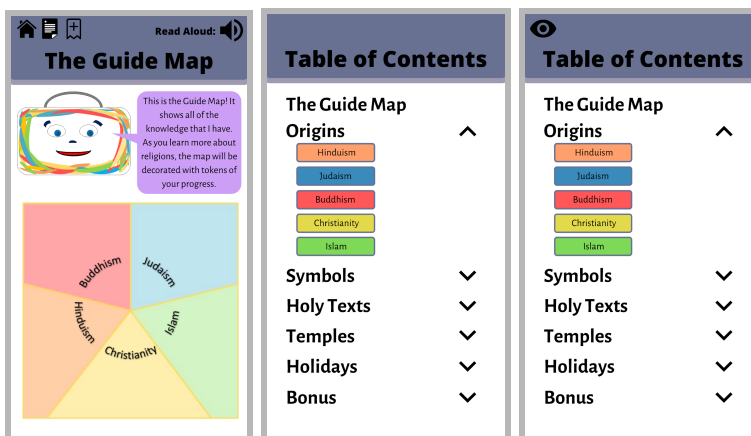 Read Aloud:
The Guide Map
This is the Guide Map! It
shows all of the
knowledge that I have.
As you learn more about
religions, the map will be
decorated with tokens of
your progress.
Buddhism
Judaism
Hinduism
Islam
Christianity
Table of Contents
The Guide Map
Origins
Hinduism
Judaism
Buddhism
Christianity
Islam
Symbols
Holy Texts
Temples
Holidays
Bonus
Table of Contents
The Guide Map
Origins
Hinduism
Judaism
Buddhism
Christianity
Islam
Symbols
Holy Texts
Temples
Holidays
Bonus